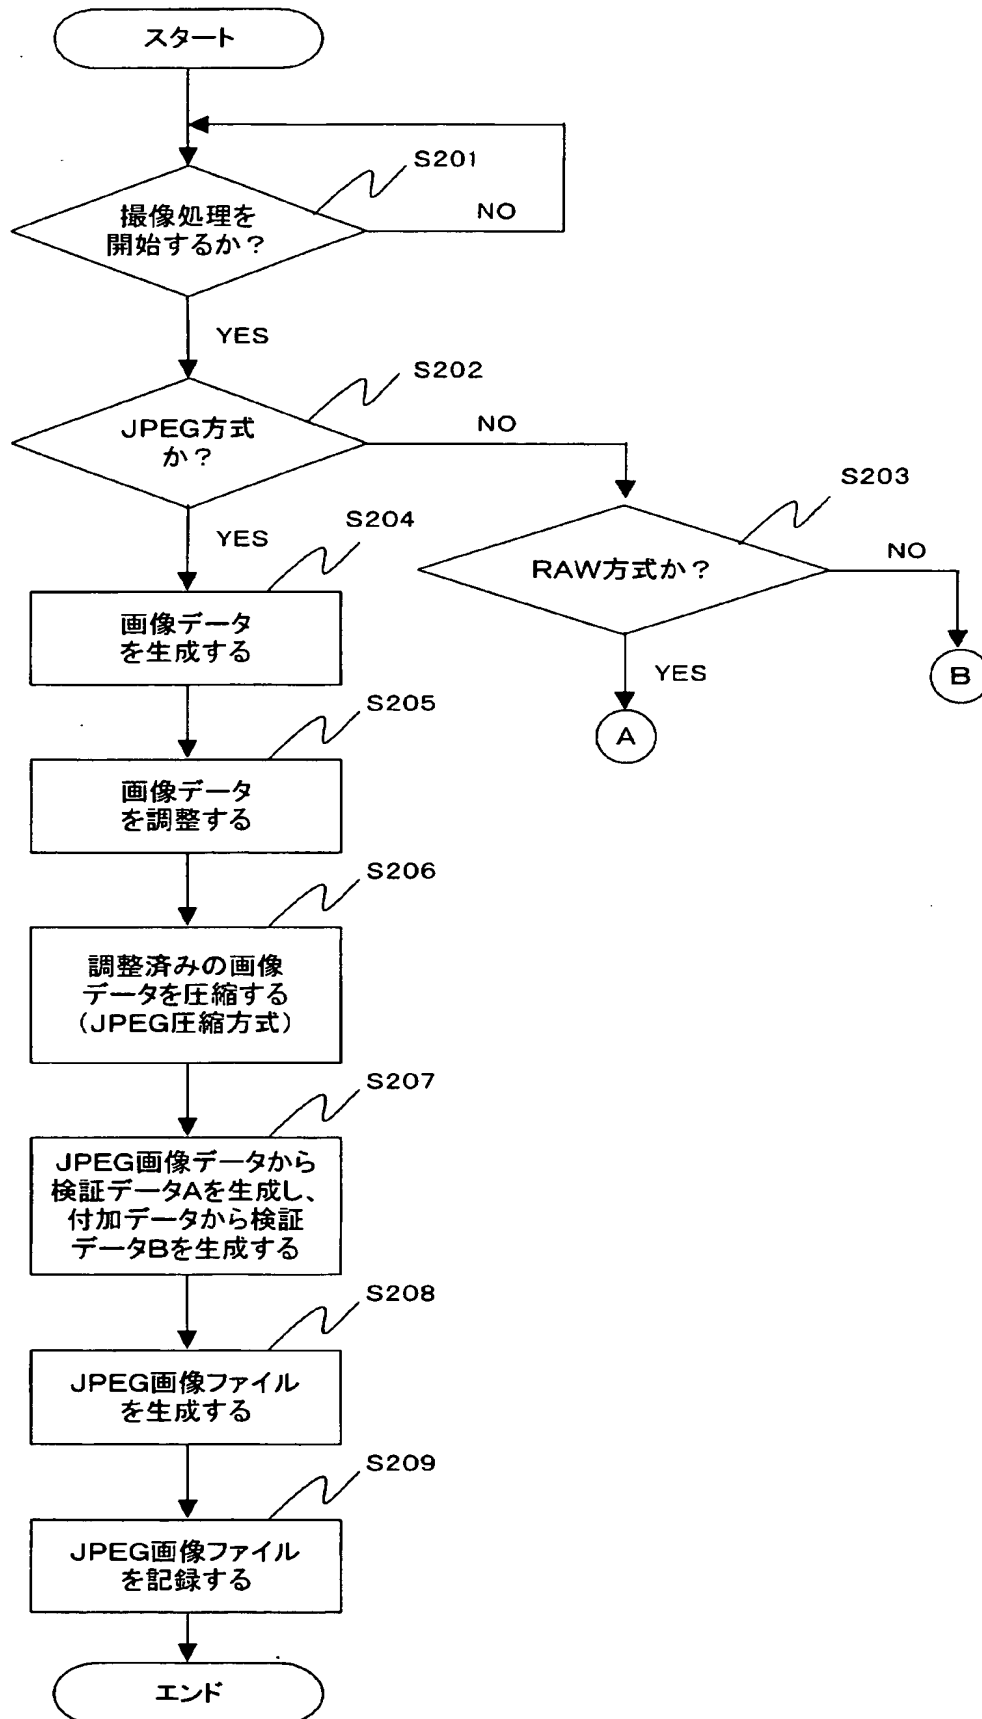 スタート
S201
撮像処理を
開始するか?
NO
YES
S202
JPEG方式
か?
NO
YES
S203
RAW方式か?
NO
YES
B
A
S204
画像データ
を生成する
S205
画像データ
を調整する
S206
調整済みの画像
データを圧縮する
(JPEG圧縮方式)
S207
JPEG画像データから
検証データAを生成し、
付加データから検証
データBを生成する
S208
JPEG画像ファイル
を生成する
S209
JPEG画像ファイル
を記録する
エンド